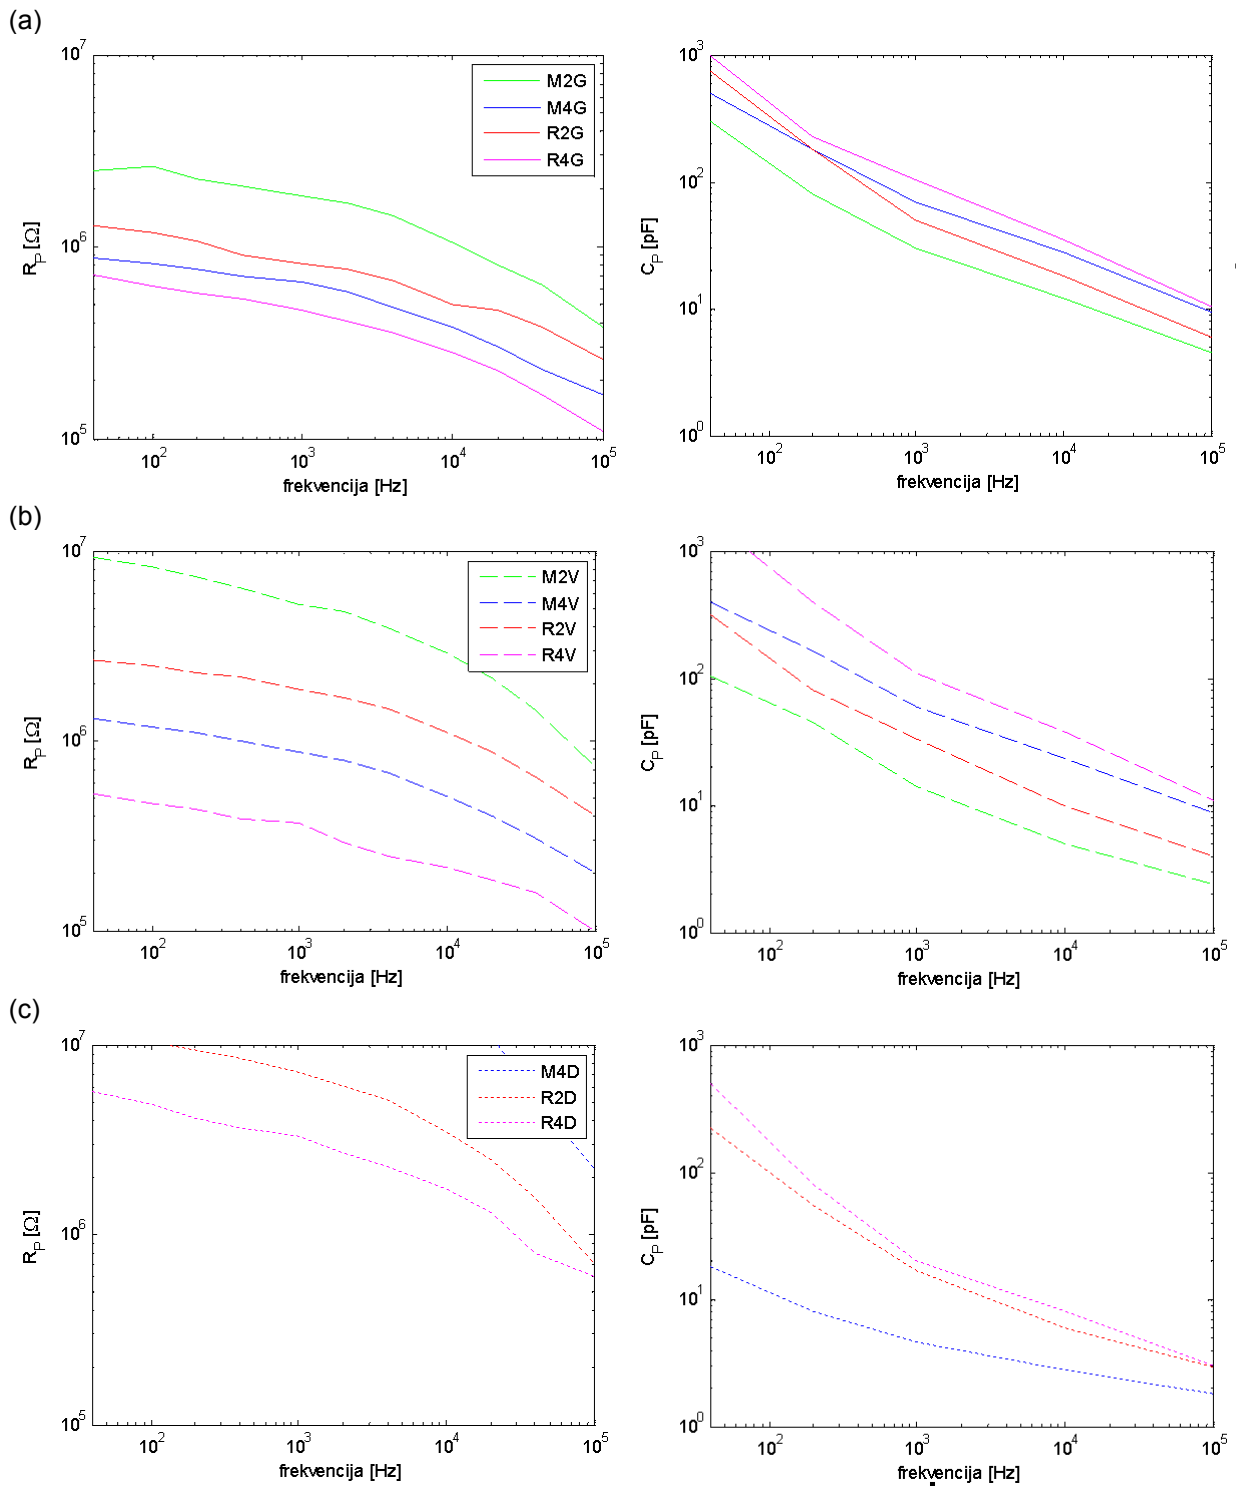 (a)
10^7
10^6
10^5
R_P [Ω]
10^2 10^3 10^4 10^5
frekvencija [Hz]
M2G
M4G
R2G
R4G
10^3
10^2
10^1
10^0
C_P [pF]
10^2 10^3 10^4 10^5
frekvencija [Hz]
(b)
10^7
10^6
10^5
R_P [Ω]
10^2 10^3 10^4 10^5
frekvencija [Hz]
M2V
M4V
R2V
R4V
10^3
10^2
10^1
10^0
C_P [pF]
10^2 10^3 10^4 10^5
frekvencija [Hz]
(c)
10^7
10^6
10^5
R_P [Ω]
10^2 10^3 10^4 10^5
frekvencija [Hz]
M4D
R2D
R4D
10^3
10^2
10^1
10^0
C_P [pF]
10^2 10^3 10^4 10^5
frekvencija [Hz]